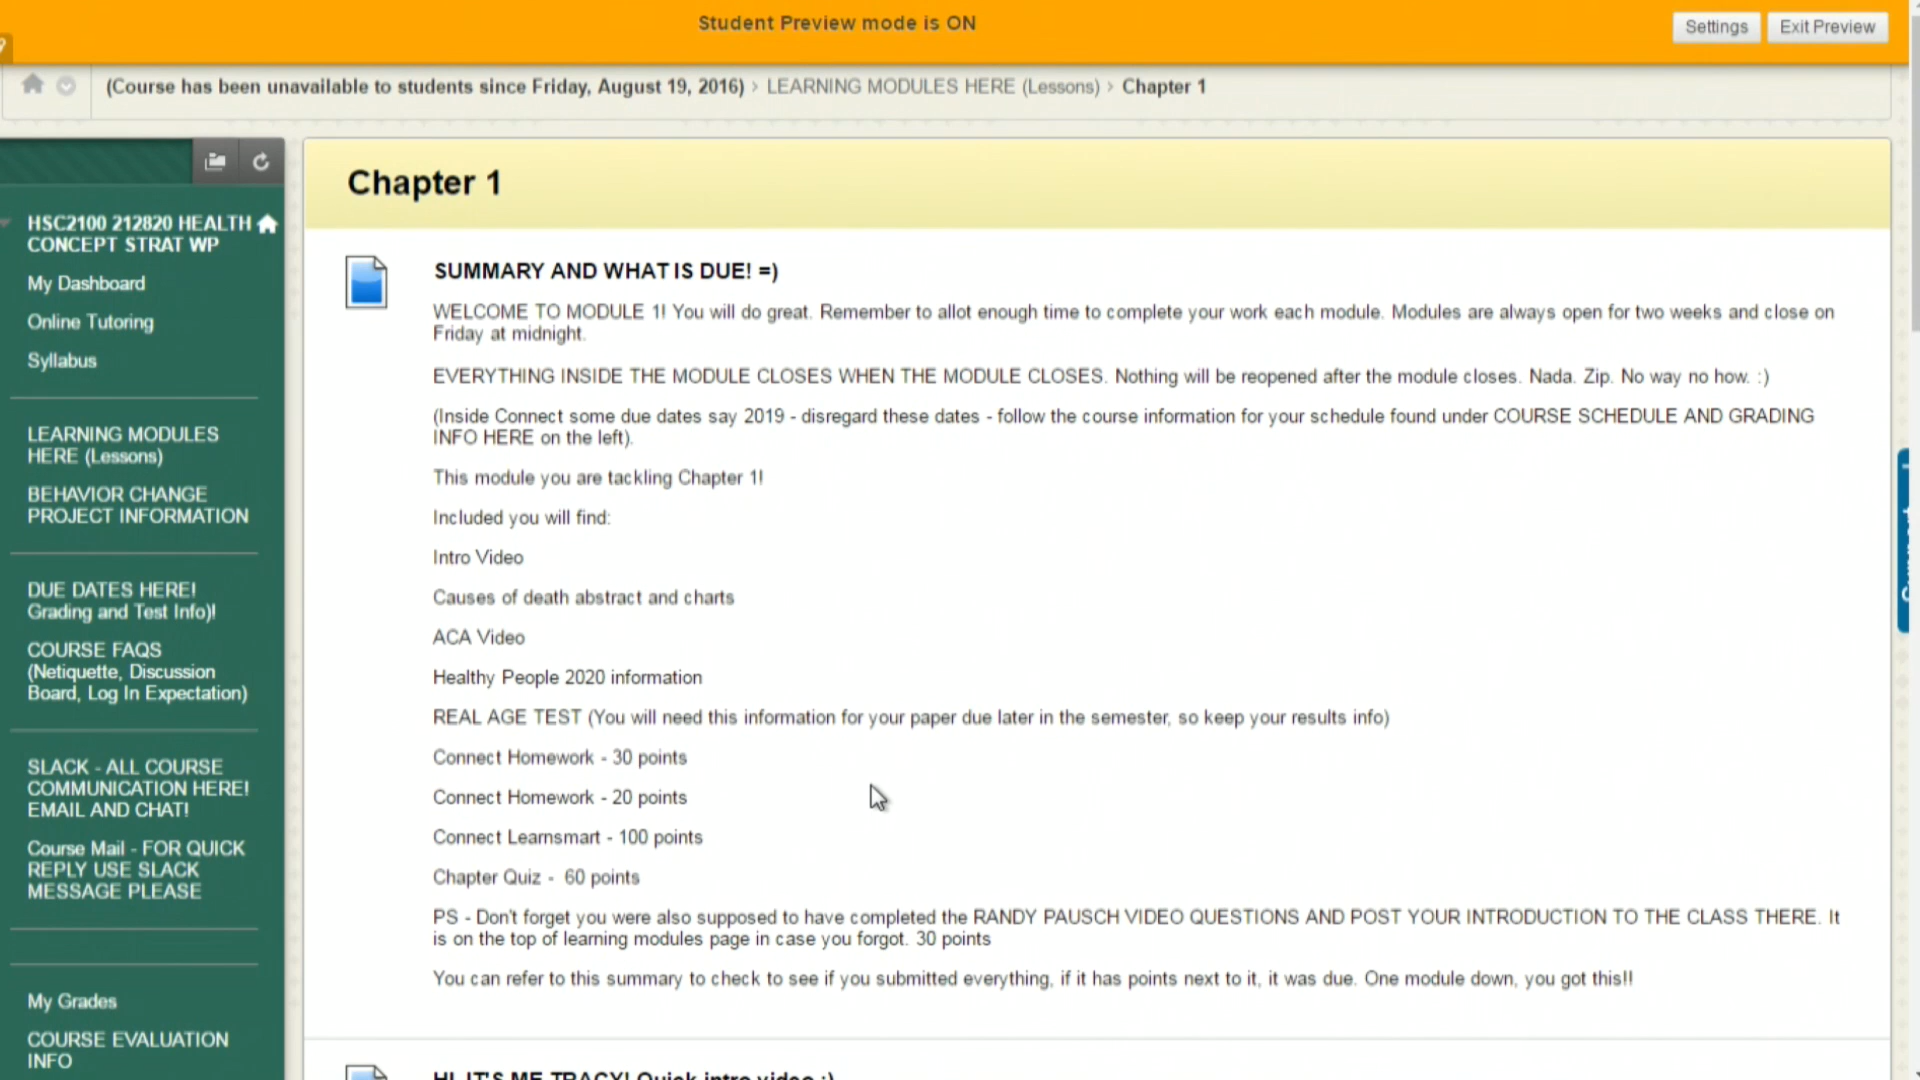 Student Preview mode is ON
Settings
Exit Preview
(Course has been unavailable to students since Friday, August 19, 2016) > LEARNING MODULES HERE (Lessons) > Chapter 1
HSC2100 212820 HEALTH
CONCEPT STRAT WP
My Dashboard
Online Tutoring
Syllabus
LEARNING MODULES
HERE (Lessons)
BEHAVIOR CHANGE
PROJECT INFORMATION
DUE DATES HERE!
Grading and Test Info)!
COURSE FAQS
(Netiquette, Discussion
Board, Log In Expectation)
SLACK - ALL COURSE
COMMUNICATION HERE!
EMAIL AND CHAT!
Course Mail - FOR QUICK
REPLY USE SLACK
MESSAGE PLEASE
My Grades
COURSE EVALUATION
INFO
Chapter 1
SUMMARY AND WHAT IS DUE! =)
WELCOME TO MODULE 1! You will do great. Remember to allot enough time to complete your work each module. Modules are always open for two weeks and close on
Friday at midnight.
EVERYTHING INSIDE THE MODULE CLOSES WHEN THE MODULE CLOSES. Nothing will be reopened after the module closes. Nada. Zip. No way no how. :)
(Inside Connect some due dates say 2019 - disregard these dates - follow the course information for your schedule found under COURSE SCHEDULE AND GRADING
INFO HERE on the left).
This module you are tackling Chapter 1!
Included you will find:
Intro Video
Causes of death abstract and charts
ACA Video
Healthy People 2020 information
REAL AGE TEST (You will need this information for your paper due later in the semester, so keep your results info)
Connect Homework - 30 points
Connect Homework - 20 points
Connect Learnsmart - 100 points
Chapter Quiz - 60 points
PS - Don't forget you were also supposed to have completed the RANDY PAUSCH VIDEO QUESTIONS AND POST YOUR INTRODUCTION TO THE CLASS THERE. It
is on the top of learning modules page in case you forgot. 30 points
You can refer to this summary to check to see if you submitted everything, if it has points next to it, it was due. One module down, you got this!!
HI, IT'S ME TRACY! Quick intro video :)